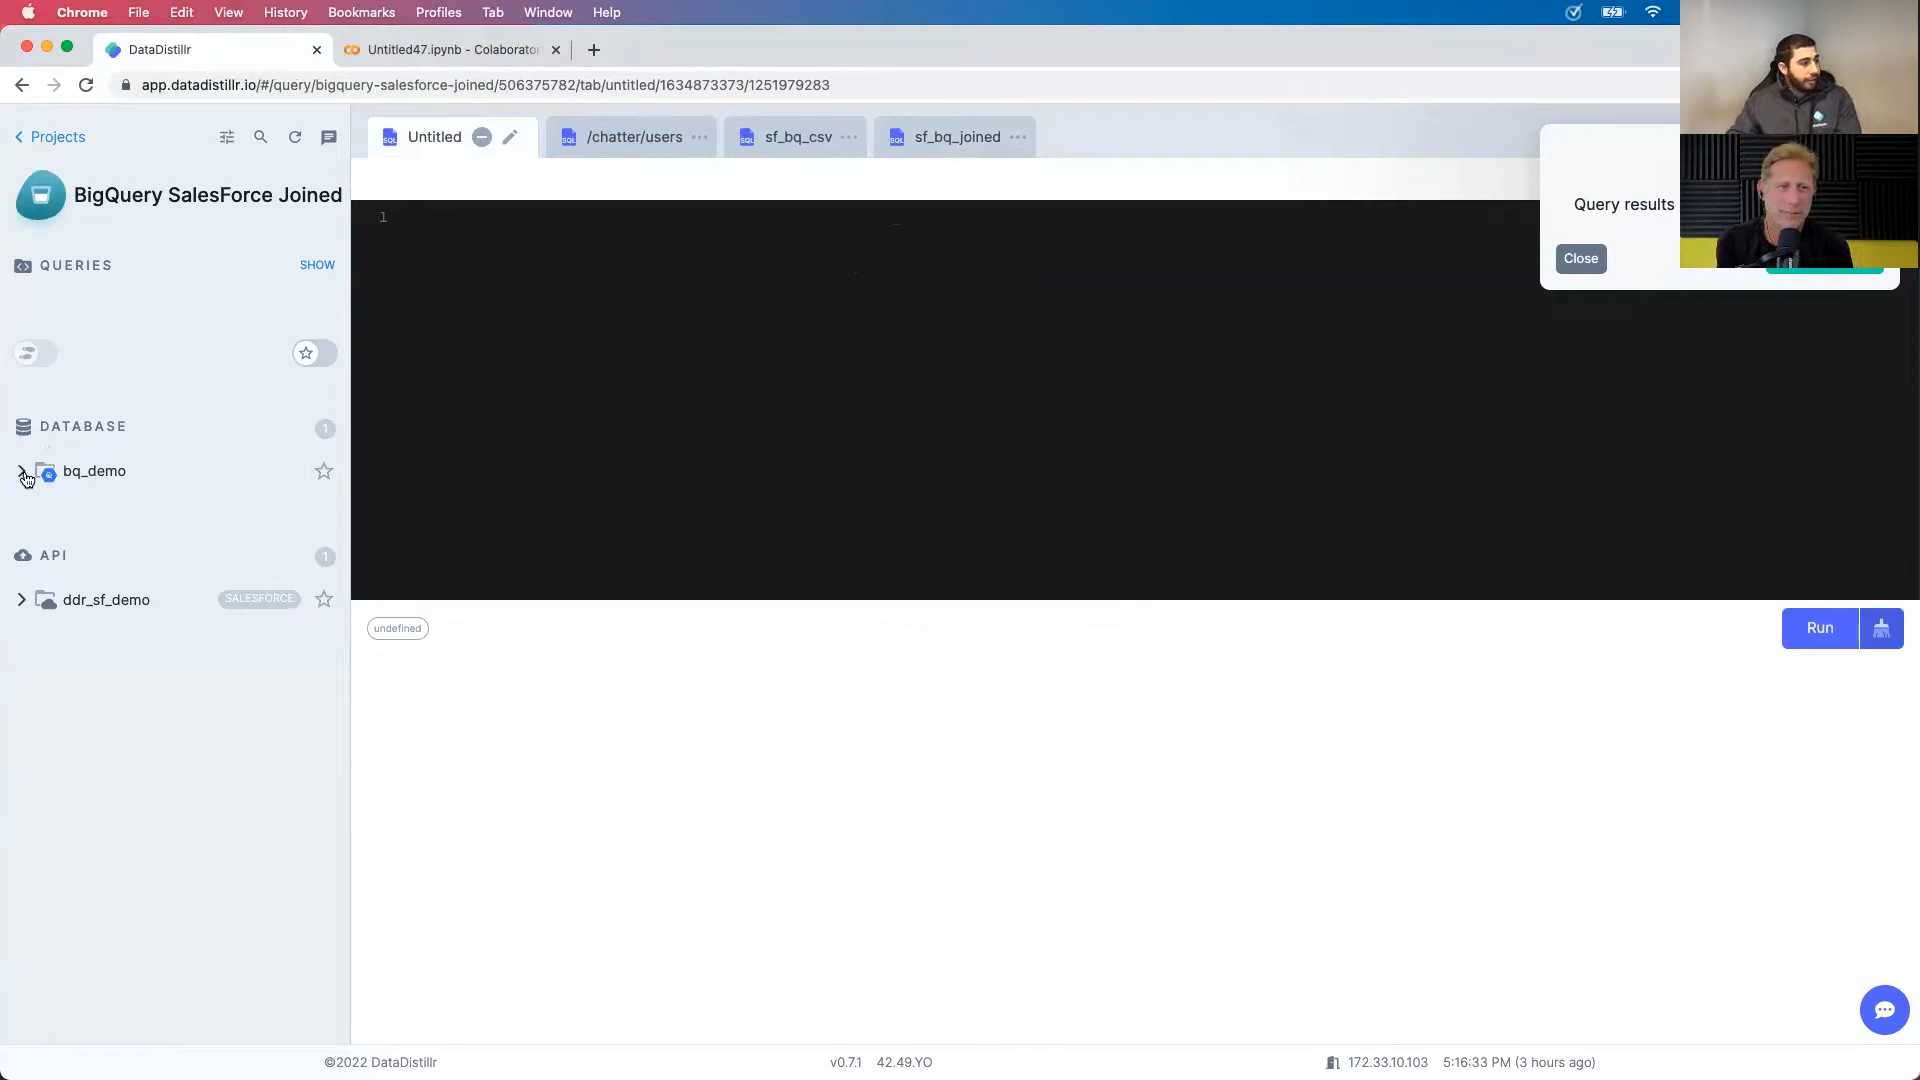 Chrome File Edit View History Bookmarks Profiles Tab Window Help
DataDistillr
Untitled47.ipynb - Colaborator
app.datadistillr.io/#/query/bigquery-salesforce-joined/506375782/tab/untitled/1634873373/1251979283
Projects
Untitled
/chatter/users
sf_bq_csv
sf_bq_joined
BigQuery SalesForce Joined
Query results
Close
1
QUERIES
SHOW
DATABASE
1
bq_demo
API
1
ddr_sf_demo
SALESFORCE
undefined
Run
©2022 DataDistillr
v0.7.1 42.49.YO
172.33.10.103 5:16:33 PM (3 hours ago)